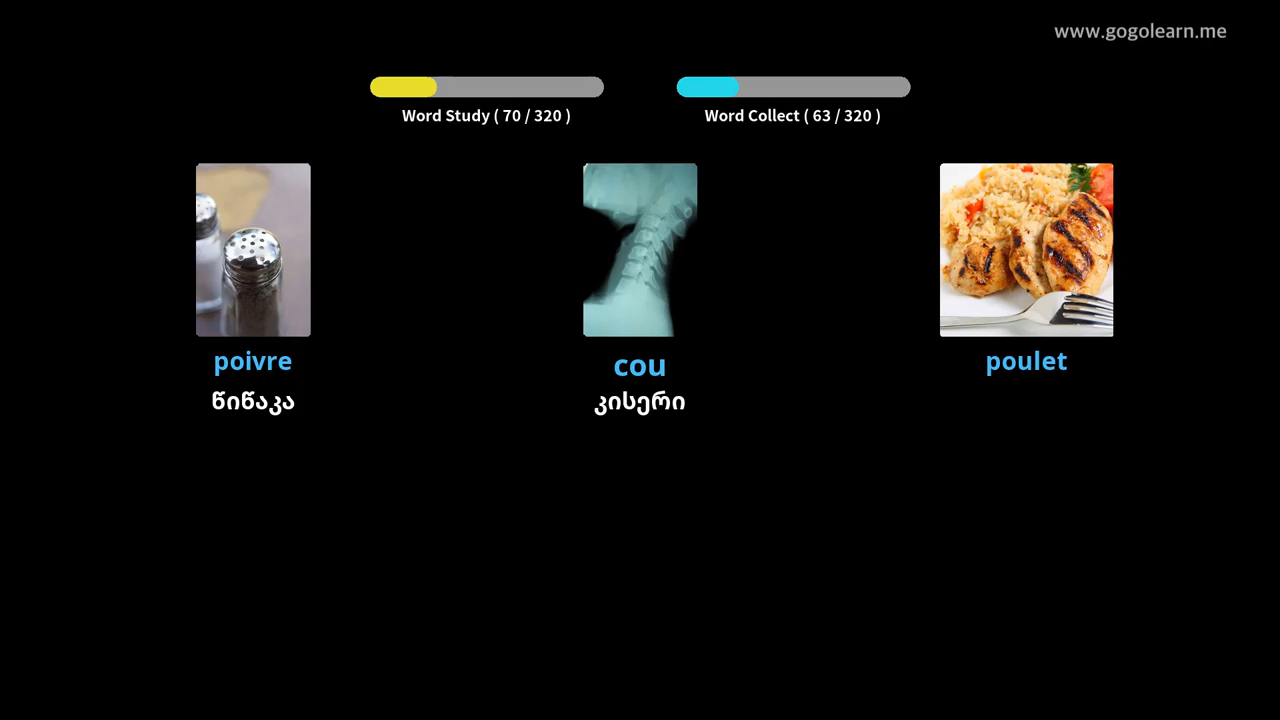 www.gogolearn.me
Word Study ( 70 / 320 )
Word Collect ( 63 / 320 )
poivre
cou
poulet
წიწაკა
კისერი